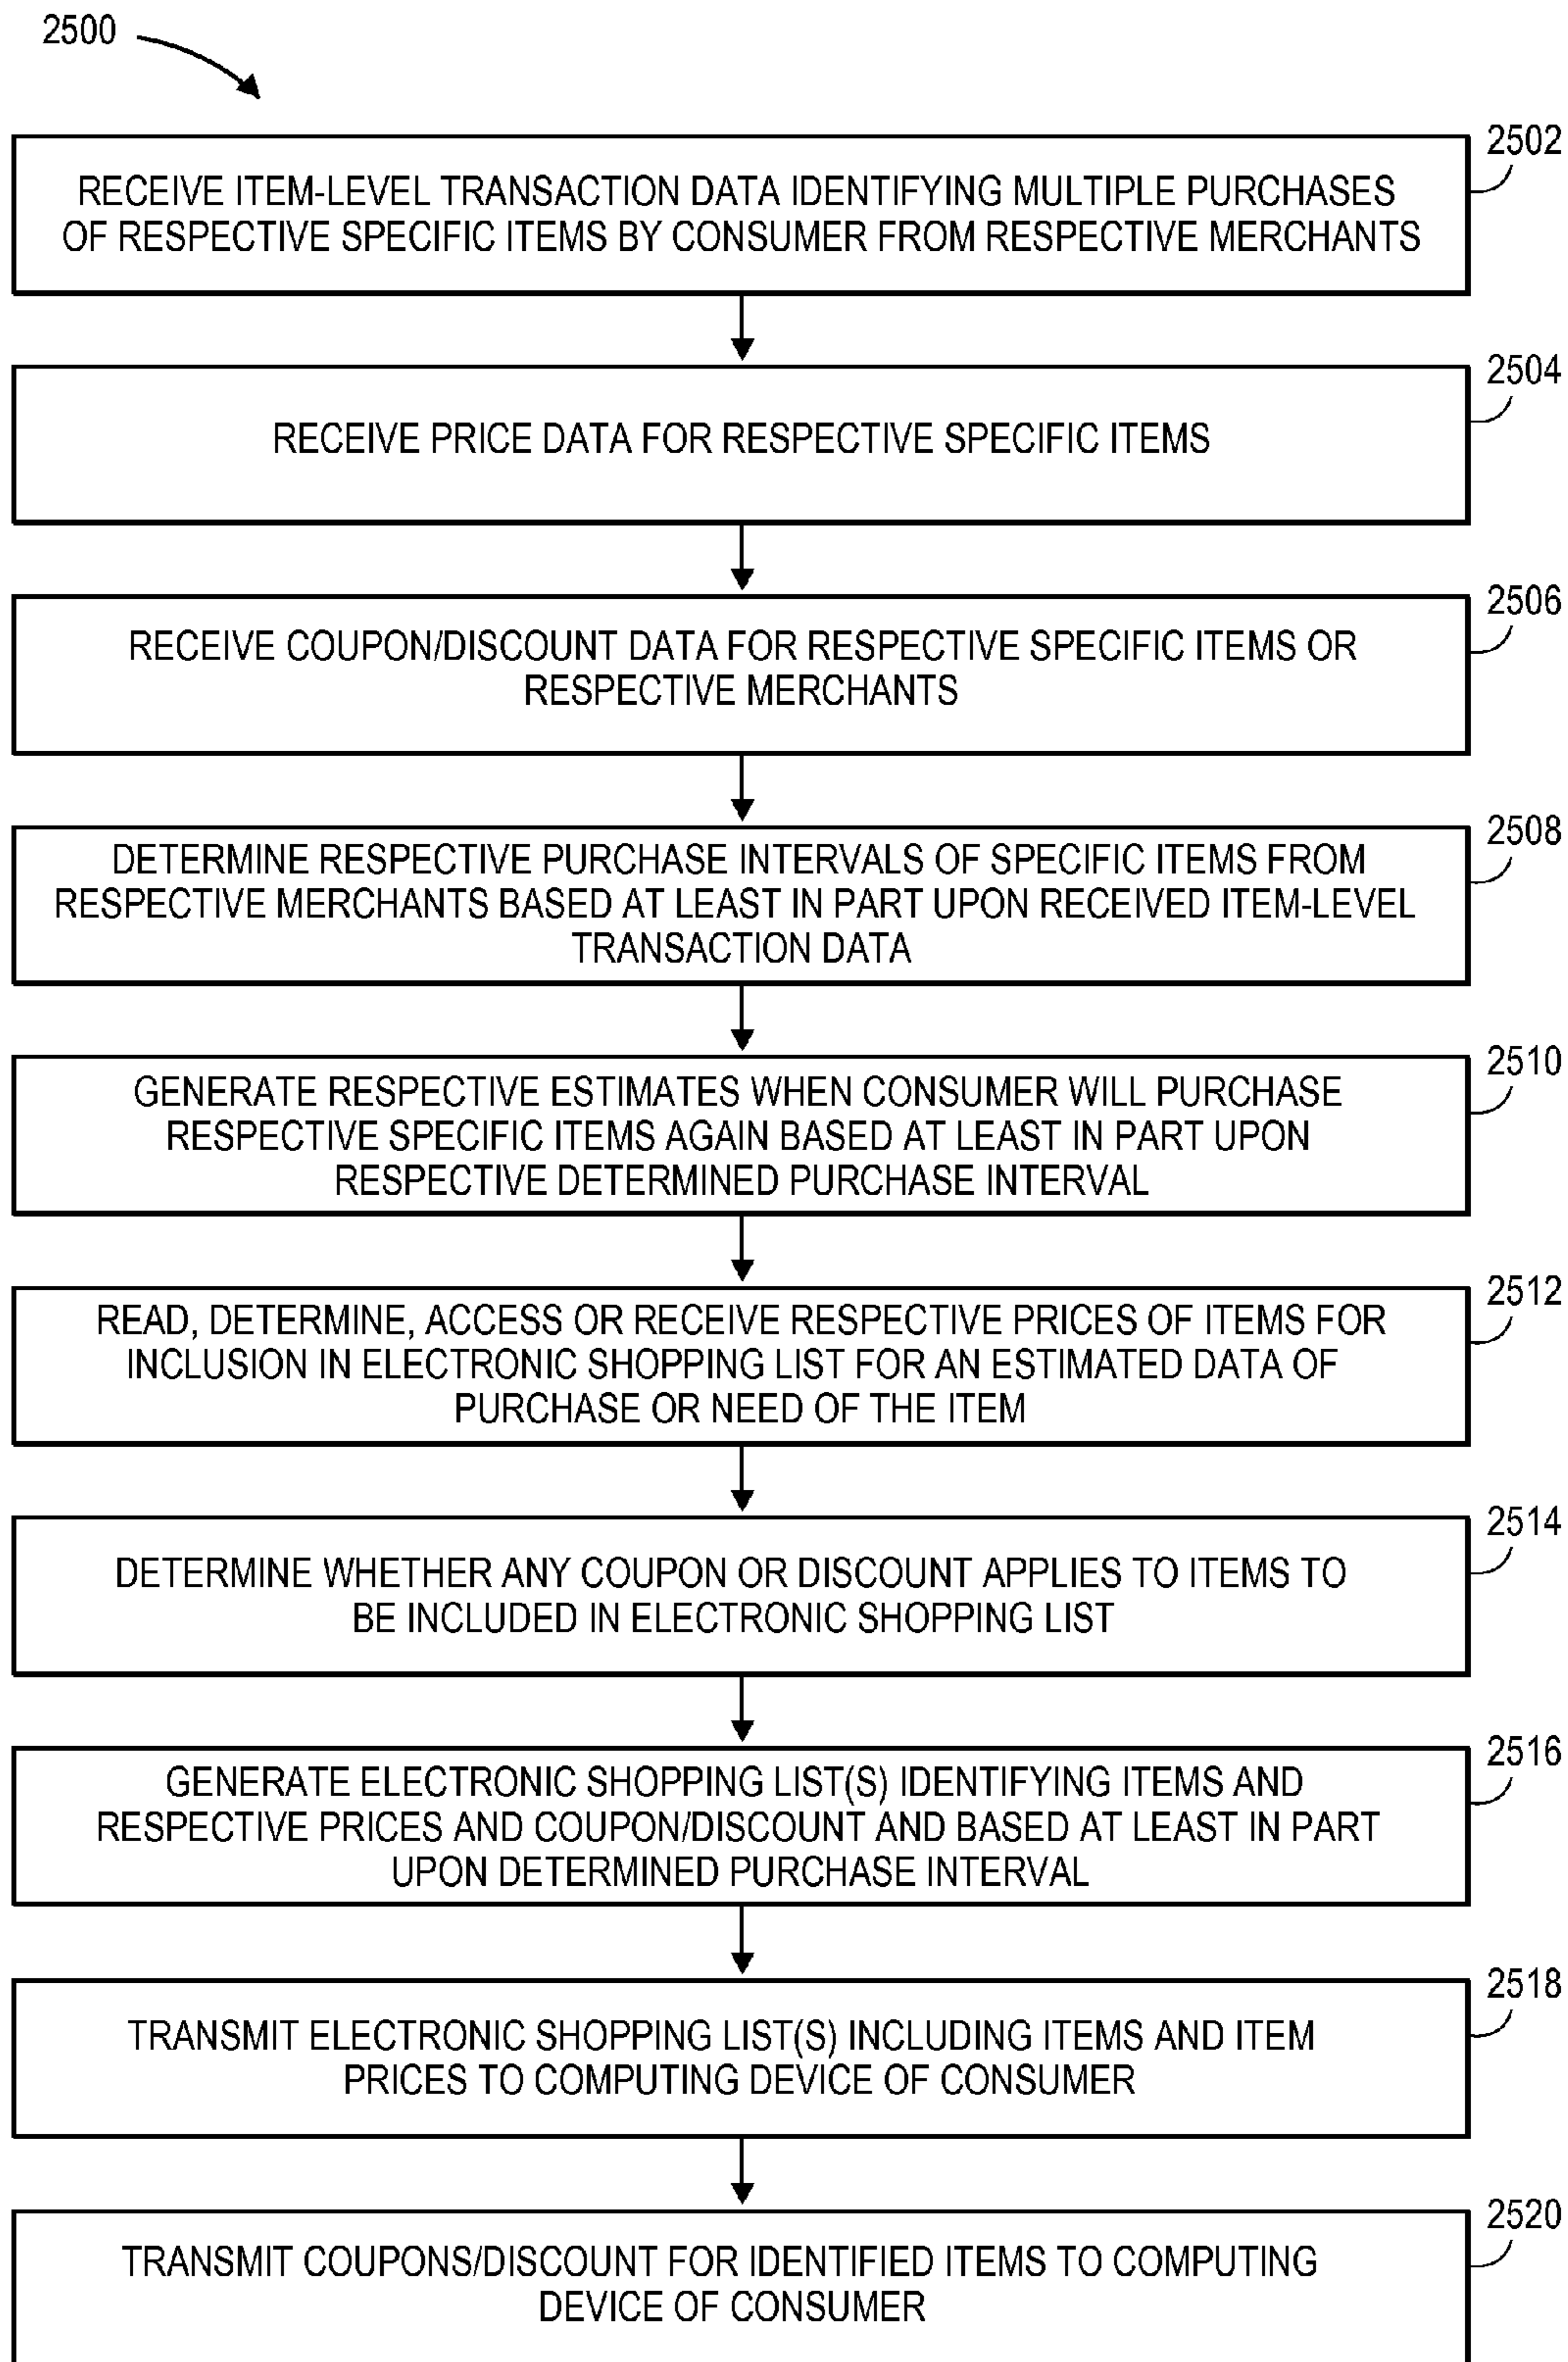 2500
2502
RECEIVE ITEM-LEVEL TRANSACTION DATA IDENTIFYING MULTIPLE PURCHASES
OF RESPECTIVE SPECIFIC ITEMS BY CONSUMER FROM RESPECTIVE MERCHANTS
2504
RECEIVE PRICE DATA FOR RESPECTIVE SPECIFIC ITEMS
2506
RECEIVE COUPON/DISCOUNT DATA FOR RESPECTIVE SPECIFIC ITEMS OR
RESPECTIVE MERCHANTS
2508
DETERMINE RESPECTIVE PURCHASE INTERVALS OF SPECIFIC ITEMS FROM
RESPECTIVE MERCHANTS BASED AT LEAST IN PART UPON RECEIVED ITEM-LEVEL
TRANSACTION DATA
2510
GENERATE RESPECTIVE ESTIMATES WHEN CONSUMER WILL PURCHASE
RESPECTIVE SPECIFIC ITEMS AGAIN BASED AT LEAST IN PART UPON
RESPECTIVE DETERMINED PURCHASE INTERVAL
2512
READ, DETERMINE, ACCESS OR RECEIVE RESPECTIVE PRICES OF ITEMS FOR
INCLUSION IN ELECTRONIC SHOPPING LIST FOR AN ESTIMATED DATA OF
PURCHASE OR NEED OF THE ITEM
2514
DETERMINE WHETHER ANY COUPON OR DISCOUNT APPLIES TO ITEMS TO
BE INCLUDED IN ELECTRONIC SHOPPING LIST
2516
GENERATE ELECTRONIC SHOPPING LIST(S) IDENTIFYING ITEMS AND
RESPECTIVE PRICES AND COUPON/DISCOUNT AND BASED AT LEAST IN PART
UPON DETERMINED PURCHASE INTERVAL
2518
TRANSMIT ELECTRONIC SHOPPING LIST(S) INCLUDING ITEMS AND ITEM
PRICES TO COMPUTING DEVICE OF CONSUMER
2520
TRANSMIT COUPONS/DISCOUNT FOR IDENTIFIED ITEMS TO COMPUTING
DEVICE OF CONSUMER